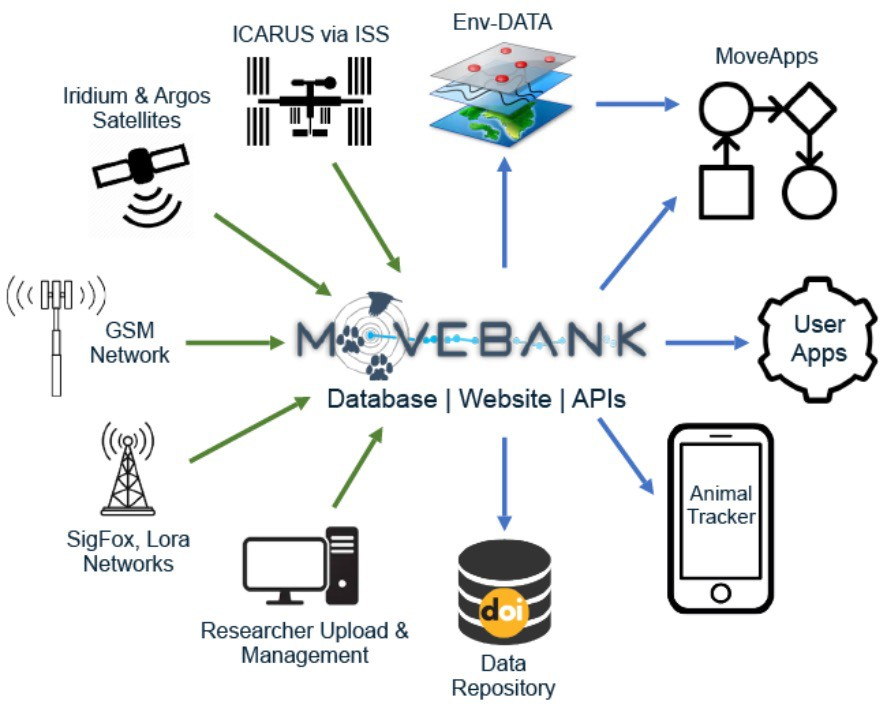 ICARUS via ISS
Env-DATA
MoveApps
Iridium & Argos
Satellites
GSM
Network
MOVEBANK
Database | Website | APIs
User
Apps
SigFox, Lora
Networks
Animal
Tracker
Researcher Upload &
Management
doi
Data
Repository